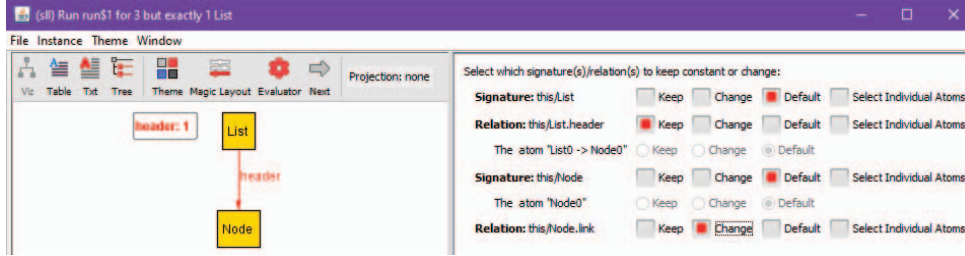 (sll) Run run$1 for 3 but exactly 1 List
File Instance Theme Window
Viz Table Txt Tree Theme Magic Layout Evaluator Next Projection: none
header: 1
List
header
Node
Select which signature(s)/relation(s) to keep constant or change:
Signature: this/List Keep Change Default Select Individual Atoms
Relation: this/List.header Keep Change Default Select Individual Atoms
The atom "List0 -> Node0" Keep Change Default
Signature: this/Node Keep Change Default Select Individual Atoms
The atom "Node0" Keep Change Default
Relation: this/Node.link Keep Change Default Select Individual Atoms